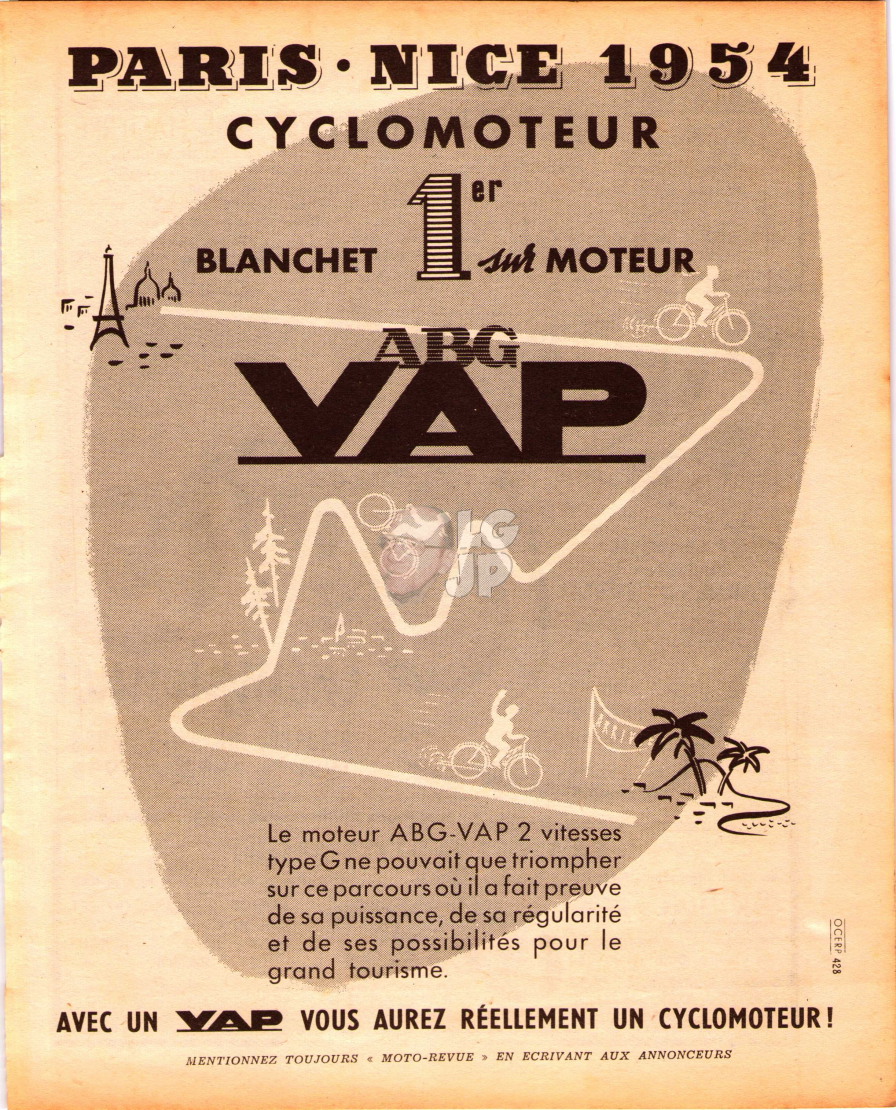 PARIS · NICE 1954
CYCLOMOTEUR
1er
BLANCHET sur MOTEUR
ABG
VAP
LG
JP
ARRIV
Le moteur ABG-VAP 2 vitesses
type G ne pouvait que triompher
sur ce parcours où il a fait preuve
de sa puissance, de sa régularité
et de ses possibilités pour le
grand tourisme.
OCERP 428
AVEC UN VAP VOUS AUREZ RÉELLEMENT UN CYCLOMOTEUR!
MENTIONNEZ TOUJOURS « MOTO-REVUE » EN ECRIVANT AUX ANNONCEURS